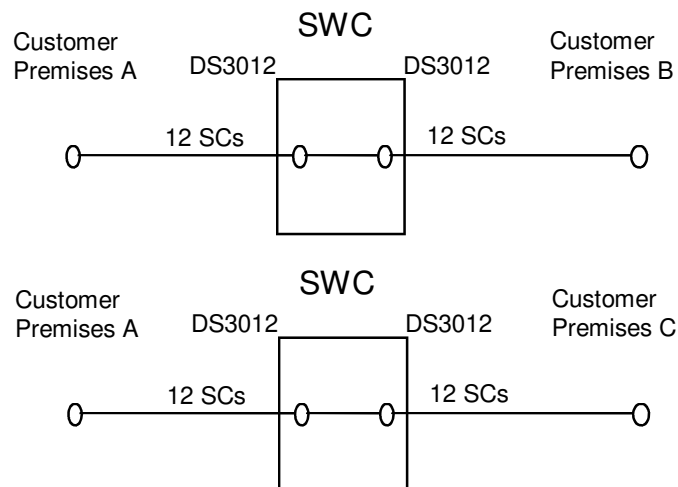 SWC
Customer
Premises A
DS3012
DS3012
Customer
Premises B
12 SCs
12 SCs
SWC
Customer
Premises A
DS3012
DS3012
Customer
Premises C
12 SCs
12 SCs